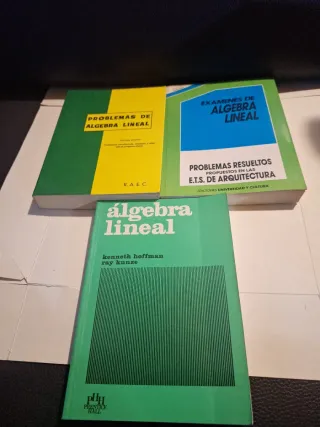 PROBLEMAS DE
ALGEBRA LINEAL
E. A. L. C.
EXAMENES DE
ALGEBRA
LINEAL
PROBLEMAS RESUELTOS
PROPUESTOS EN LAS
E.T.S. DE ARQUITECTURA
álgebra
lineal
kenneth hoffman
ray kunze
PRENTICE
HALL